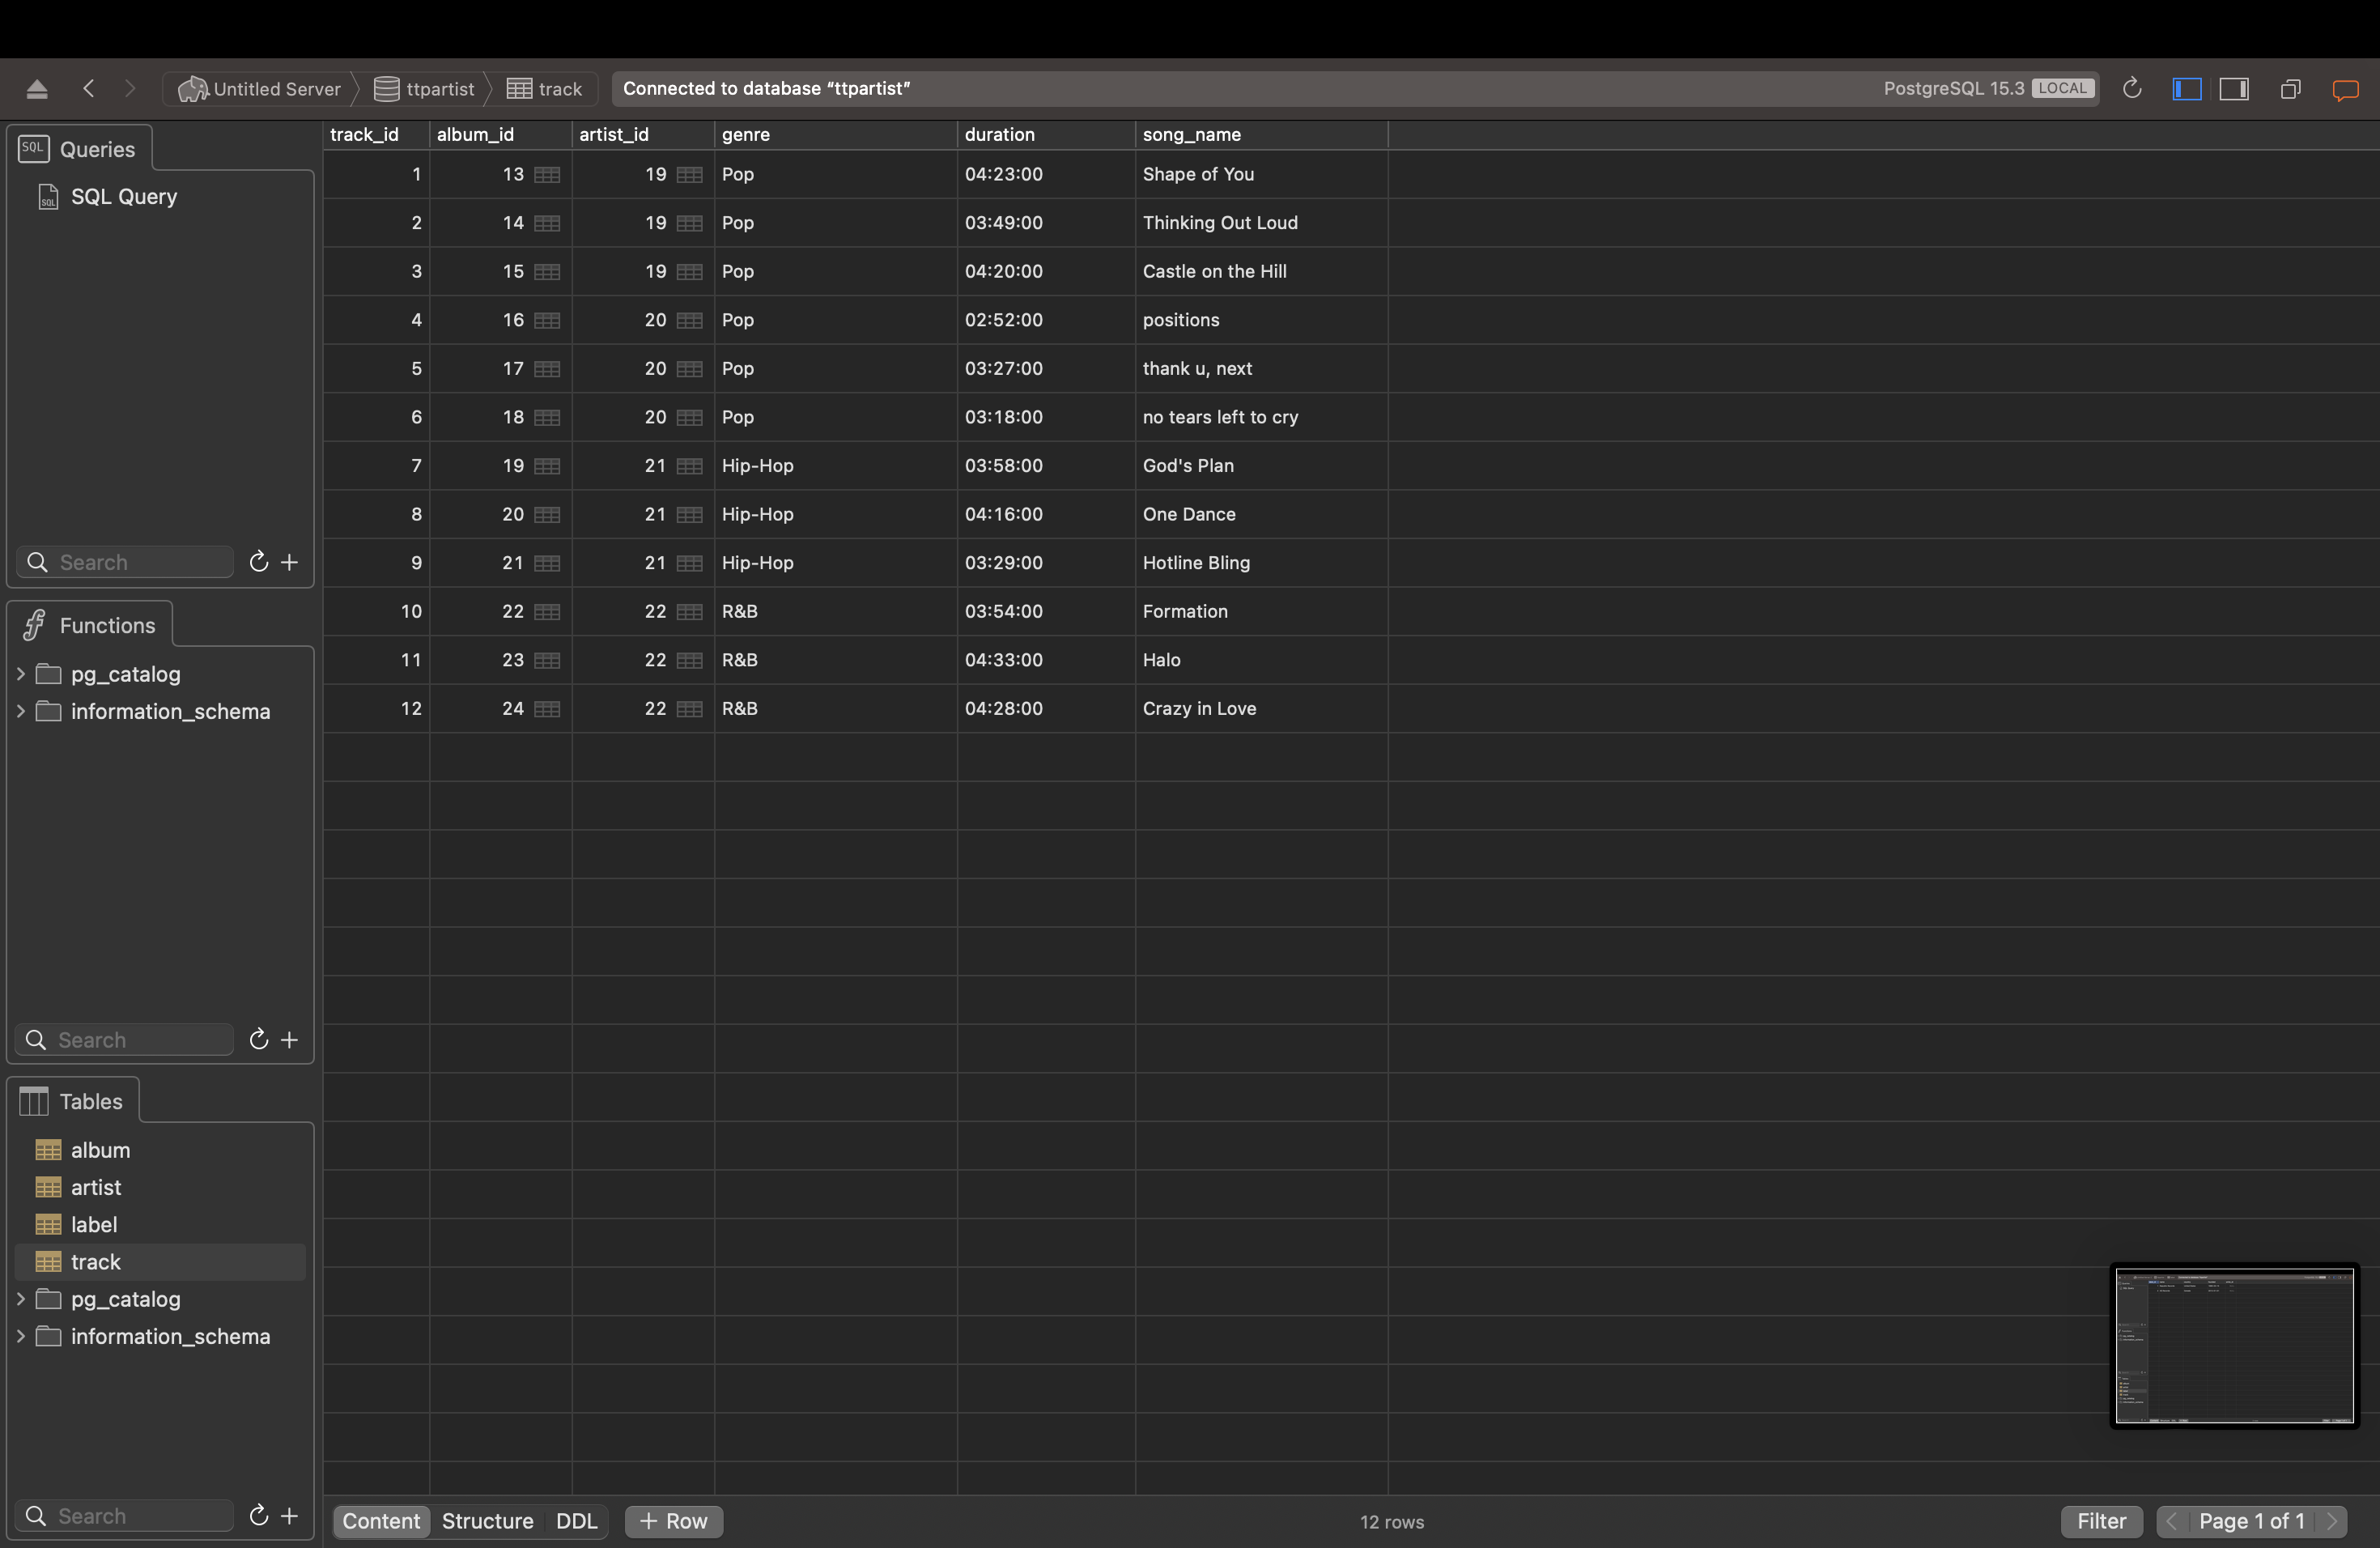 Untitled Server ttpartist track Connected to database “ttpartist” PostgreSQL 15.3 LOCAL
SQL Queries
SQL SQL Query
Search
Functions
pg_catalog
information_schema
Search
Tables
album
artist
label
track
pg_catalog
information_schema
Search
track_id album_id artist_id genre duration song_name
1 13 19 Pop 04:23:00 Shape of You
2 14 19 Pop 03:49:00 Thinking Out Loud
3 15 19 Pop 04:20:00 Castle on the Hill
4 16 20 Pop 02:52:00 positions
5 17 20 Pop 03:27:00 thank u, next
6 18 20 Pop 03:18:00 no tears left to cry
7 19 21 Hip-Hop 03:58:00 God's Plan
8 20 21 Hip-Hop 04:16:00 One Dance
9 21 21 Hip-Hop 03:29:00 Hotline Bling
10 22 22 R&B 03:54:00 Formation
11 23 22 R&B 04:33:00 Halo
12 24 22 R&B 04:28:00 Crazy in Love
Content Structure DDL + Row 12 rows Filter Page 1 of 1